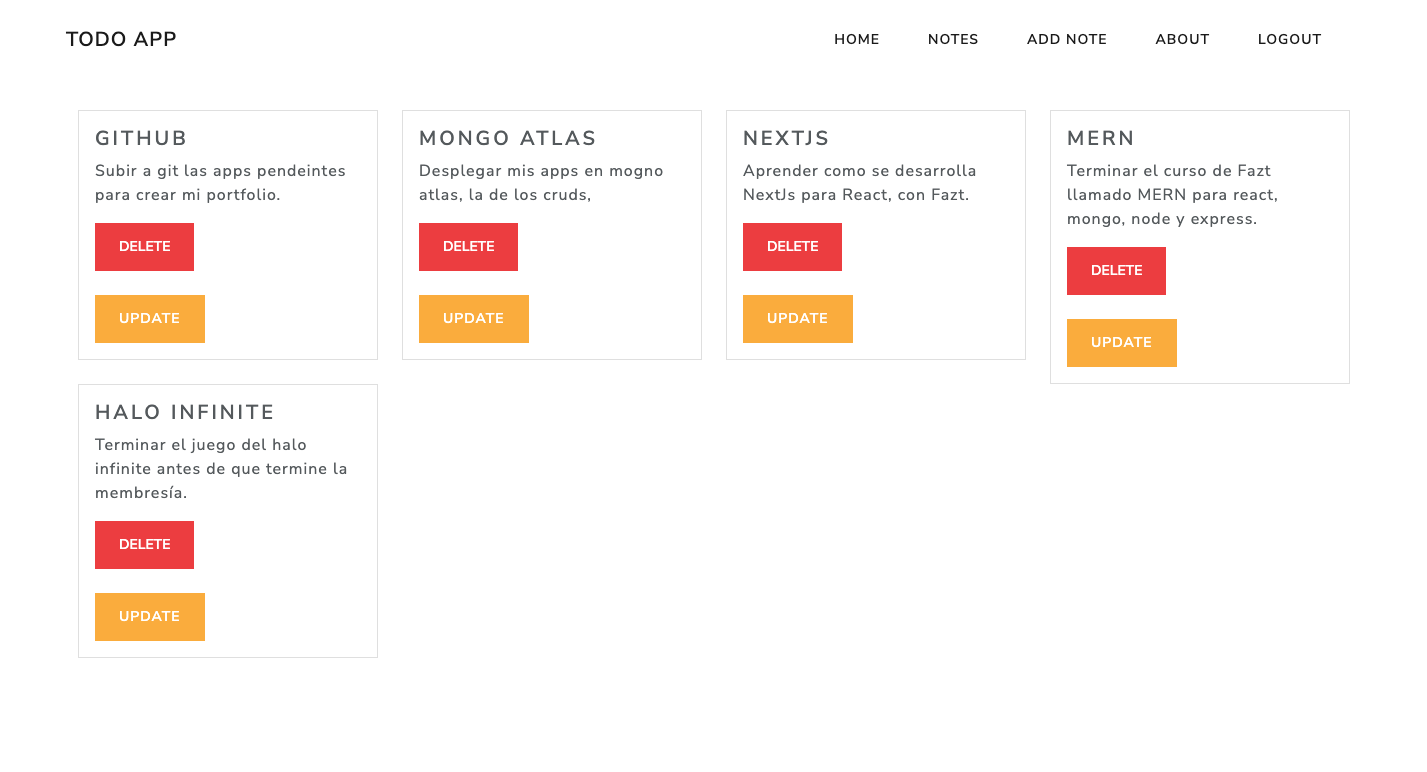 TODO APP
HOME
NOTES
ADD NOTE
ABOUT
LOGOUT
GITHUB
Subir a git las apps pendeintes
para crear mi portfolio.
DELETE
UPDATE
MONGO ATLAS
Desplegar mis apps en mogno
atlas, la de los cruds,
DELETE
UPDATE
NEXTJS
Aprender como se desarrolla
NextJs para React, con Fazt.
DELETE
UPDATE
MERN
Terminar el curso de Fazt
llamado MERN para react,
mongo, node y express.
DELETE
UPDATE
HALO INFINITE
Terminar el juego del halo
infinite antes de que termine la
membresía.
DELETE
UPDATE